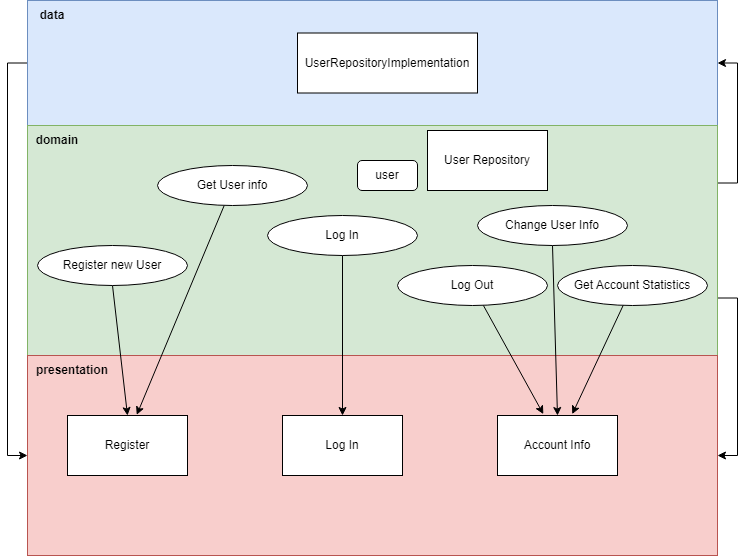 data
UserRepositoryImplementation
domain
User Repository
user
Get User info
Change User Info
Log In
Register new User
Log Out
Get Account Statistics
presentation
Register
Log In
Account Info